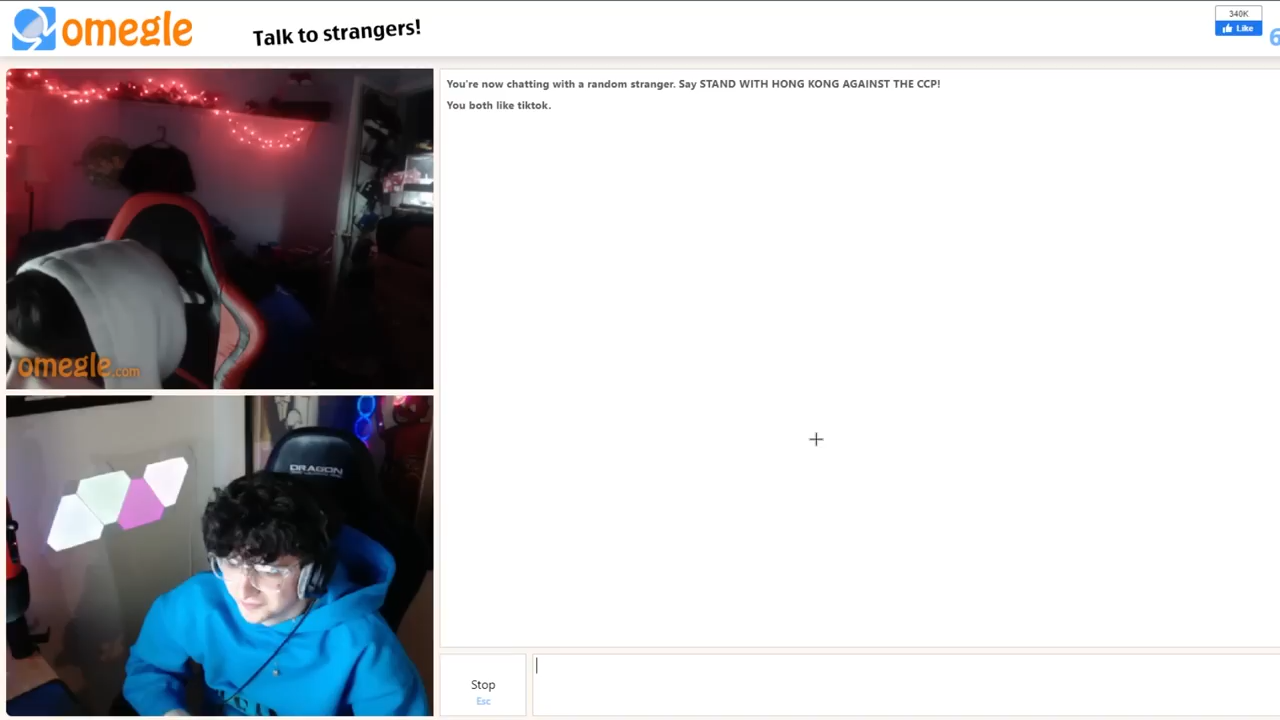 omegle
Talk to strangers!
340K
Like
6
You're now chatting with a random stranger. Say STAND WITH HONG KONG AGAINST THE CCP!
You both like tiktok.
omegle.com
DRAGON
Stop
Esc